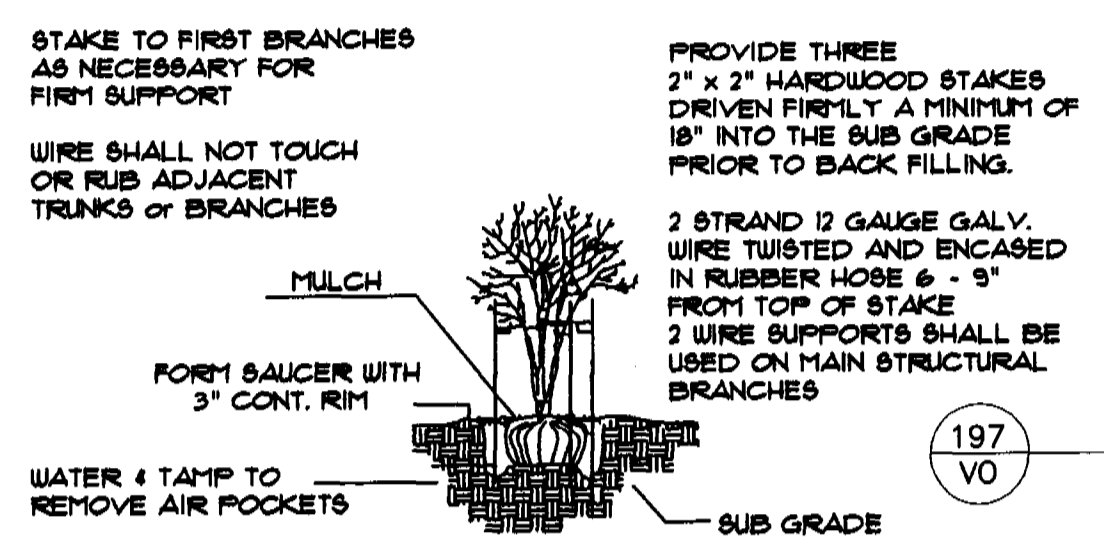 STAKE TO FIRST BRANCHES
AS NECESSARY FOR
FIRM SUPPORT
WIRE SHALL NOT TOUCH
OR RUB ADJACENT
TRUNKS or BRANCHES
MULCH
FORM SAUCER WITH
3" CONT. RIM
WATER & TAMP TO
REMOVE AIR POCKETS
PROVIDE THREE
2" x 2" HARDWOOD STAKES
DRIVEN FIRMLY A MINIMUM OF
18" INTO THE SUB GRADE
PRIOR TO BACK FILLING.
2 STRAND 12 GAUGE GALV.
WIRE TWISTED AND ENCASED
IN RUBBER HOSE 6 - 9"
FROM TOP OF STAKE
2 WIRE SUPPORTS SHALL BE
USED ON MAIN STRUCTURAL
BRANCHES
197
VO
SUB GRADE